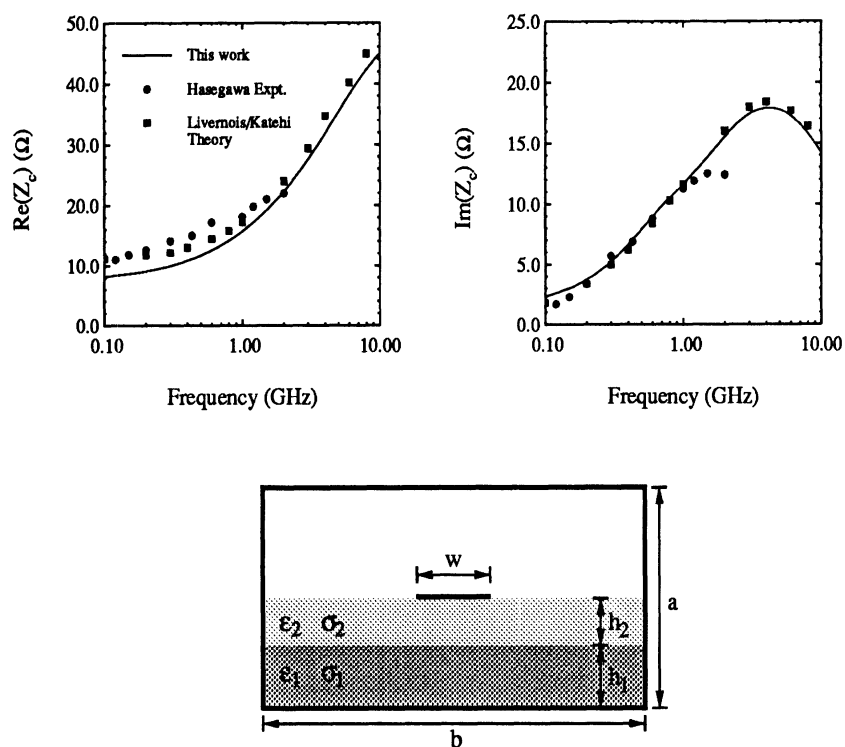 50.0
40.0
30.0
20.0
10.0
0.0
0.10
1.00
10.00
Re(Z_c) (Ω)
Frequency (GHz)
This work
Hasegawa Expt.
Livernois/Katehi
Theory
25.0
20.0
15.0
10.0
5.0
0.0
0.10
1.00
10.00
Im(Z_c) (Ω)
Frequency (GHz)
w
a
ε₂ σ₂
h₂
ε₁ σ₁
h₁
b